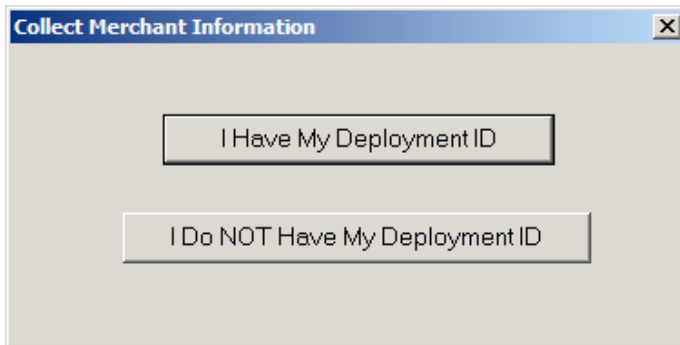 Collect Merchant Information
I Have My Deployment ID
I Do NOT Have My Deployment ID